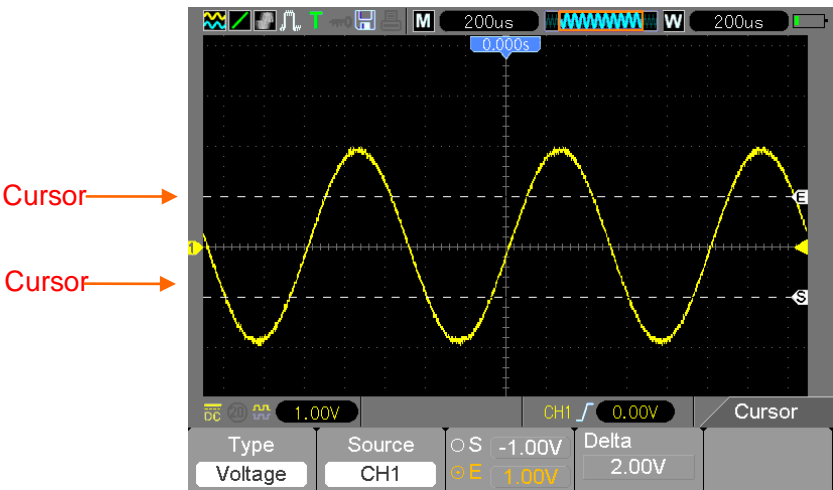 T M 200us W 200us
0.000s
Cursor
E
1
Cursor
S
DC 20 1.00V CH1 0.00V Cursor
Type Source S -1.00V Delta
Voltage CH1 E 1.00V 2.00V